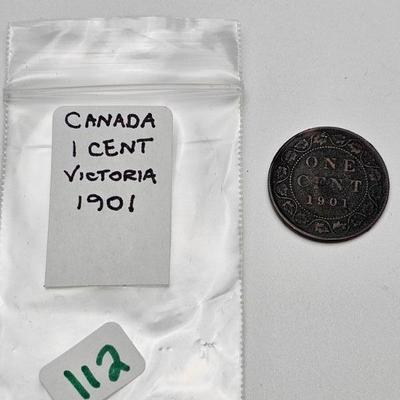 CANADA
1 CENT
VICTORIA
1901
112
ONE
CENT
1901